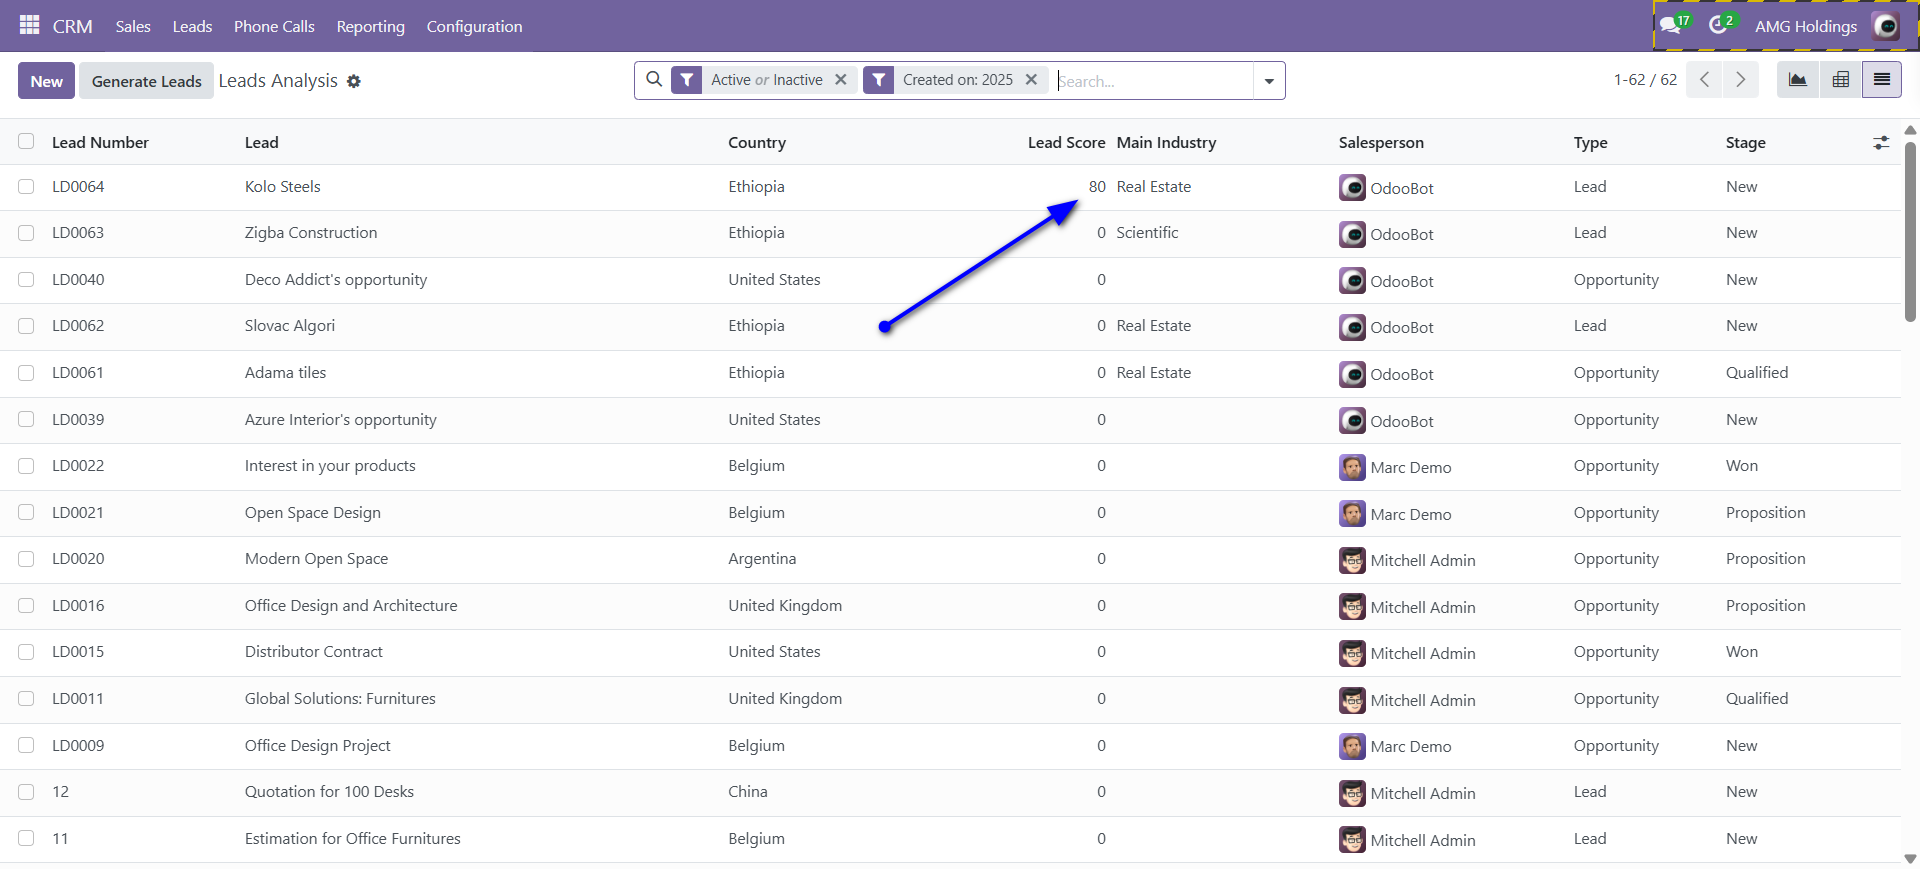 CRM Sales Leads Phone Calls Reporting Configuration 17 2 AMG Holdings
New Generate Leads Leads Analysis Active or Inactive Created on: 2025 Search... 1-62 / 62
Lead Number Lead Country Lead Score Main Industry Salesperson Type Stage
LD0064 Kolo Steels Ethiopia 80 Real Estate OdooBot Lead New
LD0063 Zigba Construction Ethiopia 0 Scientific OdooBot Lead New
LD0040 Deco Addict's opportunity United States 0 OdooBot Opportunity New
LD0062 Slovac Algori Ethiopia 0 Real Estate OdooBot Lead New
LD0061 Adama tiles Ethiopia 0 Real Estate OdooBot Opportunity Qualified
LD0039 Azure Interior's opportunity United States 0 OdooBot Opportunity New
LD0022 Interest in your products Belgium 0 Marc Demo Opportunity Won
LD0021 Open Space Design Belgium 0 Marc Demo Opportunity Proposition
LD0020 Modern Open Space Argentina 0 Mitchell Admin Opportunity Proposition
LD0016 Office Design and Architecture United Kingdom 0 Mitchell Admin Opportunity Proposition
LD0015 Distributor Contract United States 0 Mitchell Admin Opportunity Won
LD0011 Global Solutions: Furnitures United Kingdom 0 Mitchell Admin Opportunity Qualified
LD0009 Office Design Project Belgium 0 Marc Demo Opportunity New
12 Quotation for 100 Desks China 0 Mitchell Admin Lead New
11 Estimation for Office Furnitures Belgium 0 Mitchell Admin Lead New